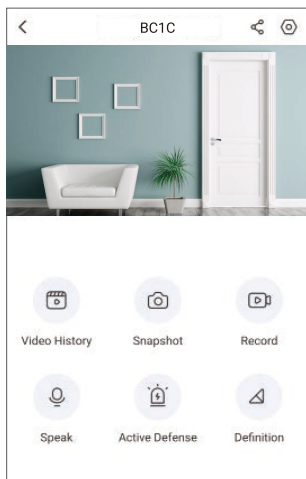 BC1C
Video History Snapshot Record
Speak Active Defense Definition